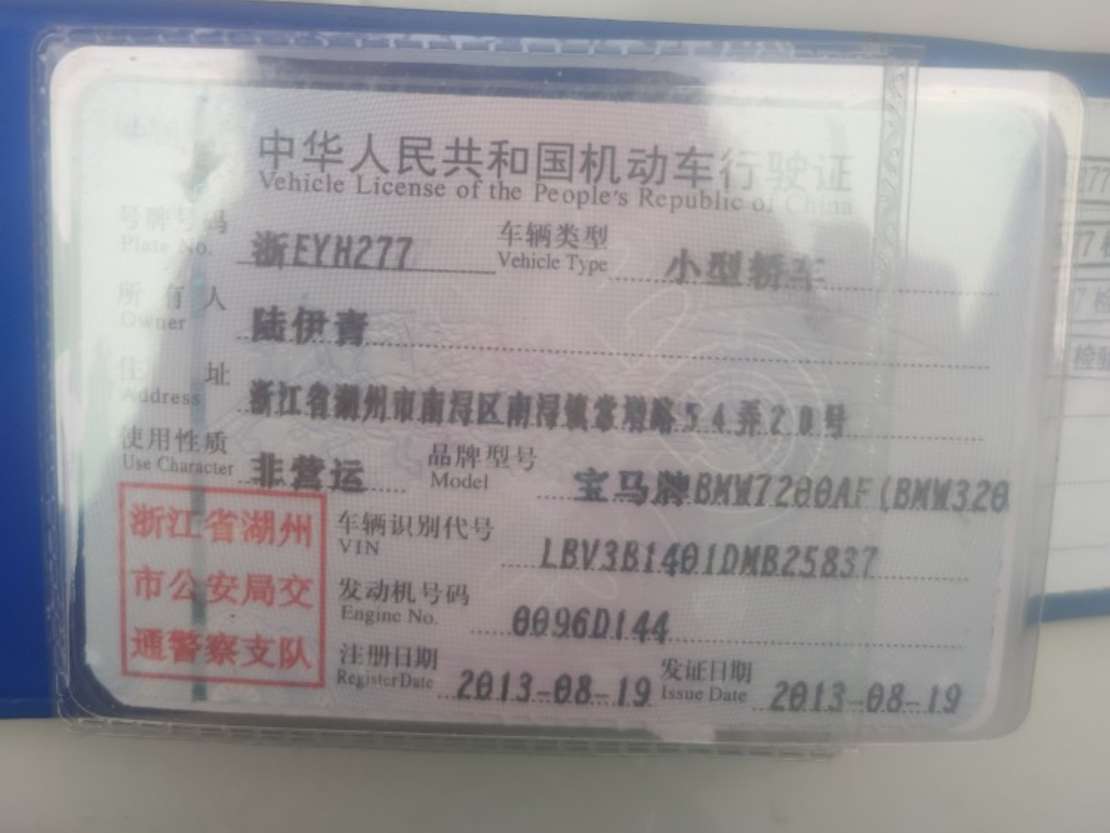 中华人民共和国机动车行驶证
Vehicle License of the People's Republic of China
号牌号码 浙EYH277 车辆类型 小型轿车
Plate No. Vehicle Type
所有人 陆伊青
Owner
住址 浙江省湖州市南浔区南浔镇常增路54弄20号
Address
使用性质 非营运 品牌型号 宝马牌BMW7200AF(BMW320
Use Character Model
浙江省湖州
市公安局交
通警察支队
车辆识别代号 LBV3B1401DMB25837
VIN
发动机号码 0096D144
Engine No.
注册日期 2013-08-19 发证日期 2013-08-19
Register Date Issue Date